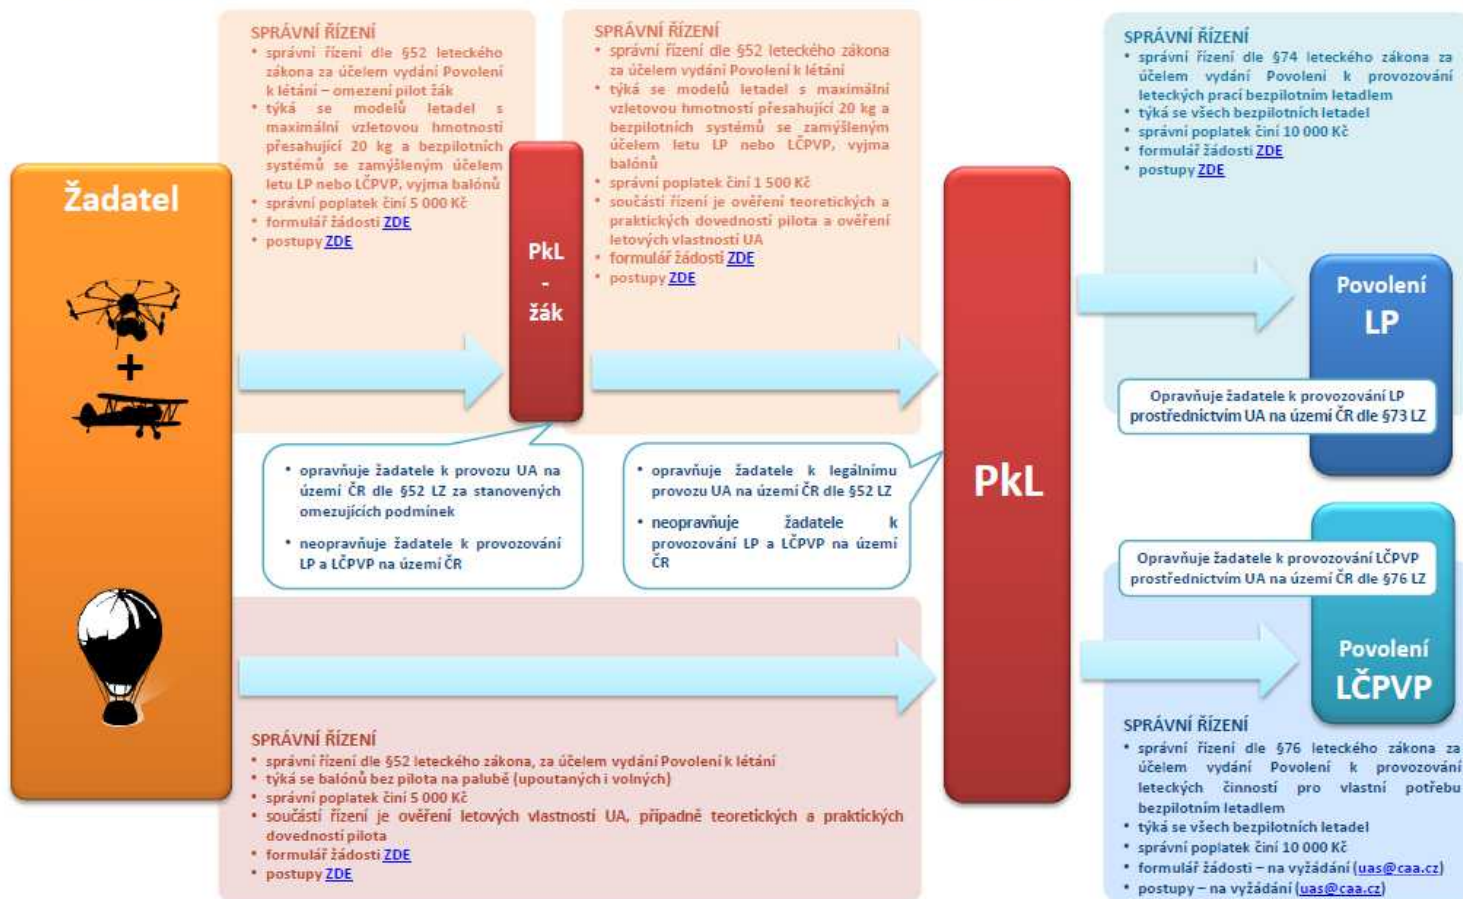 Žadatel
+
SPRÁVNÍ ŘÍZENÍ
• správní řízení dle §52 leteckého
zákona za účelem vydání Povolení
k létání – omezení pilot žák
• týká se modelů letadel s
maximální vzletovou hmotností
přesahující 20 kg a bezpilotních
systémů se zamýšleným účelem
letu LP nebo LČPVP, vyjma balónů
• správní poplatek činí 5 000 Kč
• formulář žádosti ZDE
• postupy ZDE
PkL
-
žák
SPRÁVNÍ ŘÍZENÍ
• správní řízení dle §52 leteckého zákona
za účelem vydání Povolení k létání
• týká se modelů letadel s maximální
vzletovou hmotností přesahující 20 kg a
bezpilotních systémů se zamýšleným
účelem letu LP nebo LČPVP, vyjma
balónů
• správní poplatek činí 1 500 Kč
• součástí řízení je ověření teoretických a
praktických dovedností pilota a ověření
letových vlastností UA
• formulář žádostí ZDE
• postupy ZDE
• opravňuje žadatele k provozu UA na
území ČR dle §52 LZ za stanovených
omezujících podmínek
• neopravňuje žadatele k provozování
LP a LČPVP na území ČR
• opravňuje žadatele k legálnímu
provozu UA na území ČR dle §52 LZ
• neopravňuje žadatele k
provozování LP a LČPVP na území
ČR
SPRÁVNÍ ŘÍZENÍ
• správní řízení dle §52 leteckého zákona, za účelem vydání Povolení k létání
• týká se balónů bez pilota na palubě (upoutaných i volných)
• správní poplatek činí 5 000 Kč
• součástí řízení je ověření letových vlastností UA, případně teoretických a praktických
dovedností pilota
• formulář žádosti ZDE
• postupy ZDE
PkL
SPRÁVNÍ ŘÍZENÍ
• správní řízení dle §74 leteckého zákona za
účelem vydání Povolení k provozování
leteckých prací bezpilotním letadlem
• týká se všech bezpilotních letadel
• správní poplatek činí 10 000 Kč
• formulář žádosti ZDE
• postupy ZDE
Povolení
LP
Opravňuje žadatele k provozování LP
prostřednictvím UA na území ČR dle §73 LZ
Opravňuje žadatele k provozování LČPVP
prostřednictvím UA na území ČR dle §76 LZ
Povolení
LČPVP
SPRÁVNÍ ŘÍZENÍ
• správní řízení dle §76 leteckého zákona za
účelem vydání Povolení k provozování
leteckých činností pro vlastní potřebu
bezpilotním letadlem
• týká se všech bezpilotních letadel
• správní poplatek činí 10 000 Kč
• formulář žádosti – na vyžádání (uas@caa.cz)
• postupy – na vyžádání (uas@caa.cz)